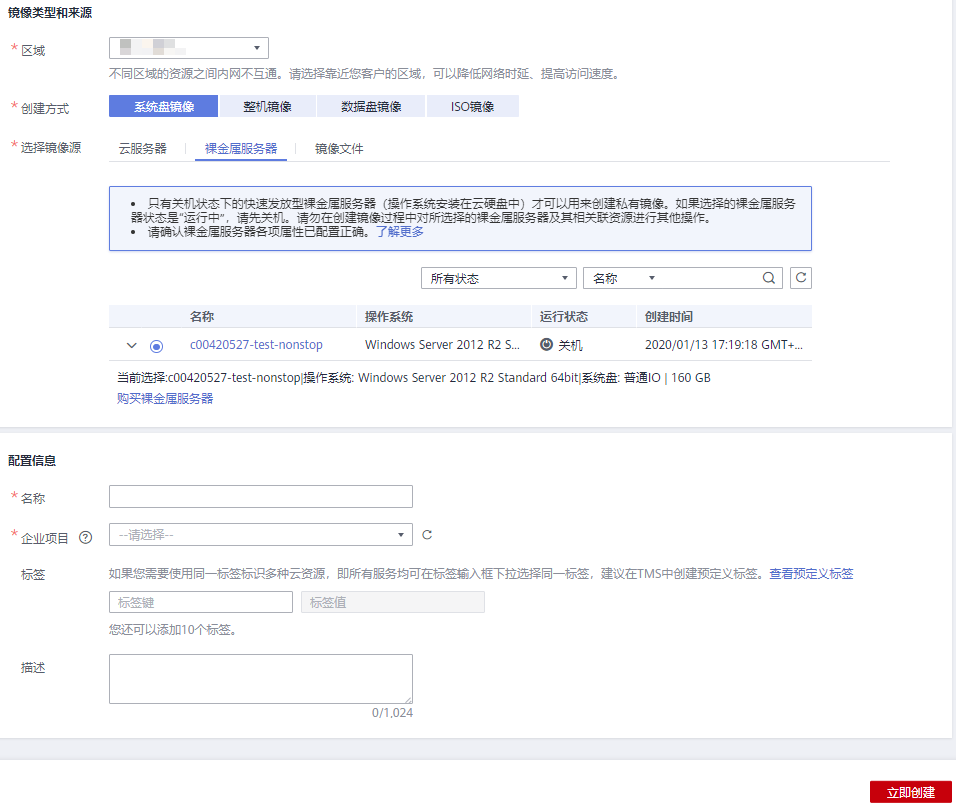 镜像类型和来源
* 区域
不同区域的资源之间内网不互通。请选择靠近您客户的区域，可以降低网络时延、提高访问速度。
* 创建方式 系统盘镜像 整机镜像 数据盘镜像 ISO镜像
* 选择镜像源 云服务器 裸金属服务器 镜像文件
• 只有关机状态下的快速发放型裸金属服务器（操作系统安装在云硬盘中）才可以用来创建私有镜像。如果选择的裸金属服务
器状态是“运行中”，请先关机。请勿在创建镜像过程中对所选择的裸金属服务器及其相关联资源进行其他操作。
• 请确认裸金属服务器各项属性已配置正确。了解更多
所有状态 名称
名称 操作系统 运行状态 创建时间
c00420527-test-nonstop Windows Server 2012 R2 S... 关机 2020/01/13 17:19:18 GMT+...
当前选择:c00420527-test-nonstop|操作系统: Windows Server 2012 R2 Standard 64bit|系统盘: 普通IO | 160 GB
购买裸金属服务器
配置信息
* 名称
* 企业项目 ? --请选择--
标签 如果您需要使用同一标签标识多种云资源，即所有服务均可在标签输入框下拉选择同一标签，建议在TMS中创建预定义标签。查看预定义标签
标签键 标签值
您还可以添加10个标签。
描述
0/1,024
立即创建